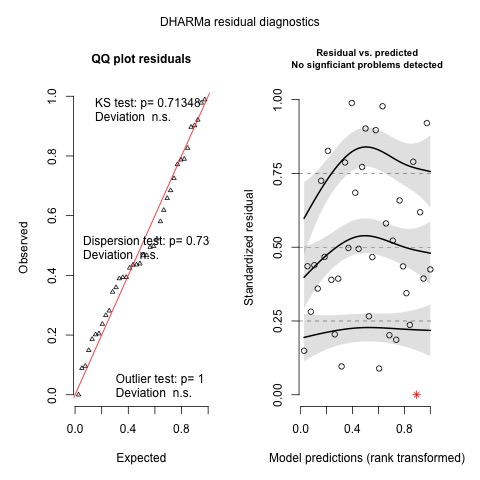 DHARMa residual diagnostics
QQ plot residuals
KS test: p= 0.71348
Deviation n.s.
Dispersion test: p= 0.73
Deviation n.s.
Outlier test: p= 1
Deviation n.s.
Observed
0.0
0.2
0.4
0.6
0.8
1.0
0.0
0.4
0.8
Expected
Residual vs. predicted
No signficiant problems detected
Standardized residual
0.00
0.25
0.50
0.75
1.00
0.0
0.4
0.8
Model predictions (rank transformed)